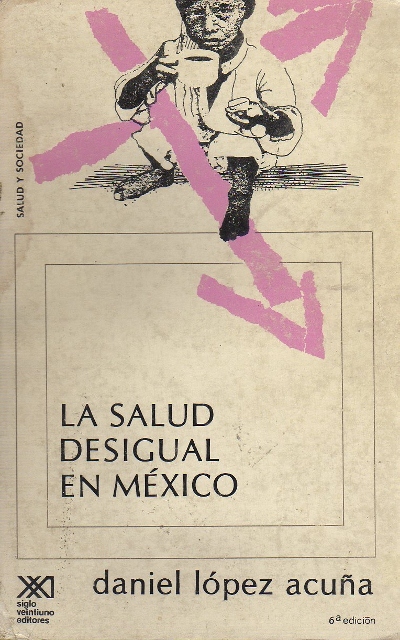 SALUD Y SOCIEDAD
LA SALUD
DESIGUAL
EN MÉXICO
siglo
veintiuno
editores
daniel lópez acuña
6ª edición